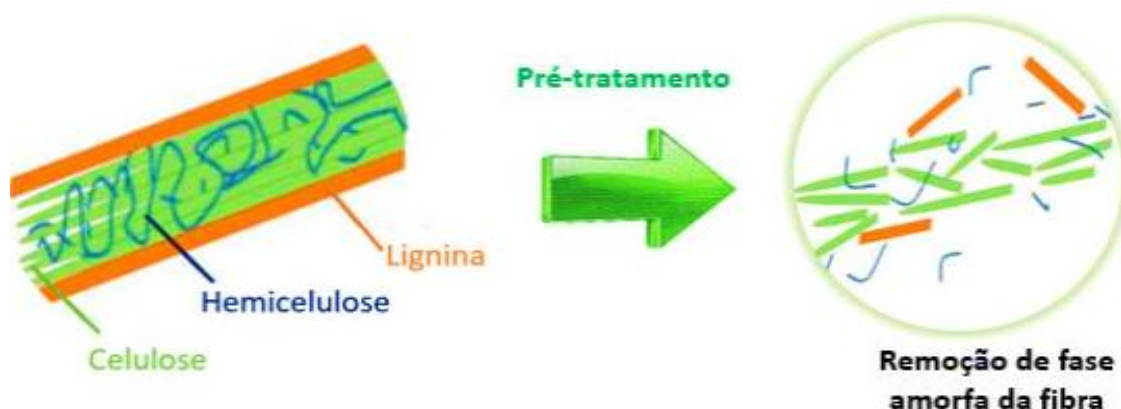 Pré-tratamento
Lignina
Hemicelulose
Celulose
Remoção de fase
amorfa da fibra